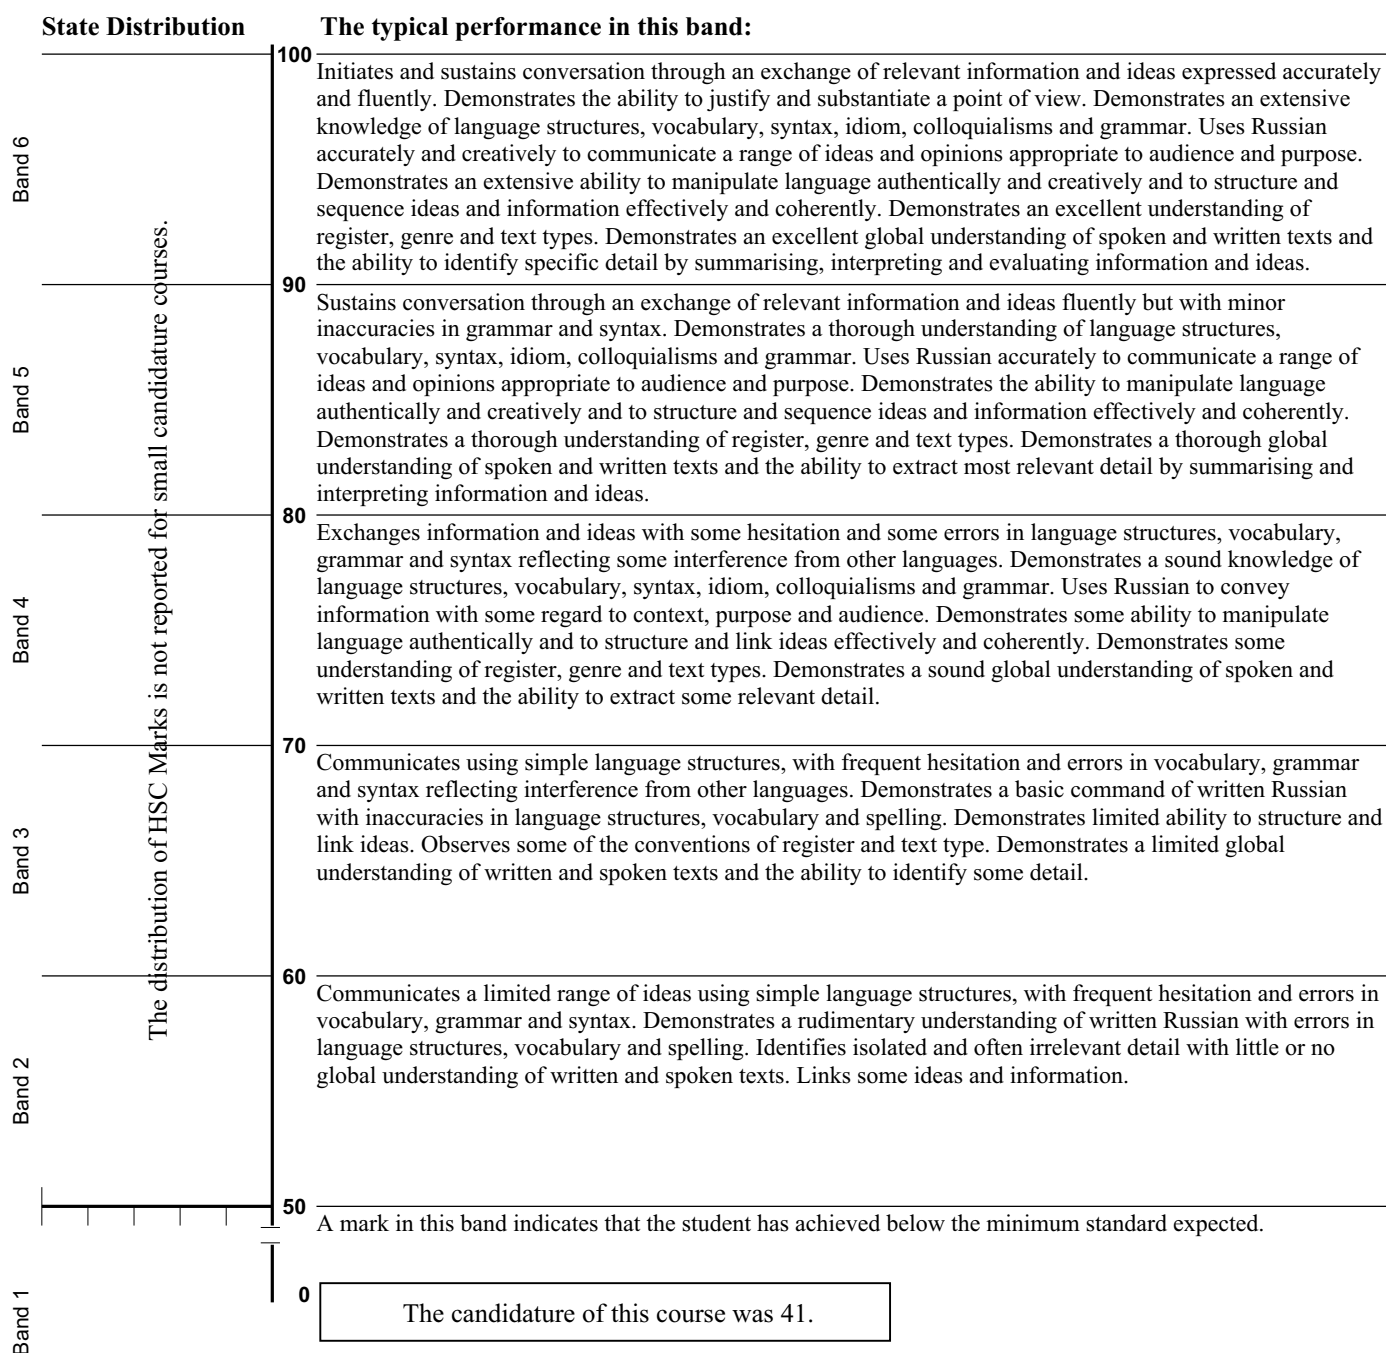 State Distribution
The typical performance in this band:
100
Band 6
Initiates and sustains conversation through an exchange of relevant information and ideas expressed accurately
and fluently. Demonstrates the ability to justify and substantiate a point of view. Demonstrates an extensive
knowledge of language structures, vocabulary, syntax, idiom, colloquialisms and grammar. Uses Russian
accurately and creatively to communicate a range of ideas and opinions appropriate to audience and purpose.
Demonstrates an extensive ability to manipulate language authentically and creatively and to structure and
sequence ideas and information effectively and coherently. Demonstrates an excellent understanding of
register, genre and text types. Demonstrates an excellent global understanding of spoken and written texts and
the ability to identify specific detail by summarising, interpreting and evaluating information and ideas.
The distribution of HSC Marks is not reported for small candidature courses.
90
Band 5
Sustains conversation through an exchange of relevant information and ideas fluently but with minor
inaccuracies in grammar and syntax. Demonstrates a thorough understanding of language structures,
vocabulary, syntax, idiom, colloquialisms and grammar. Uses Russian accurately to communicate a range of
ideas and opinions appropriate to audience and purpose. Demonstrates the ability to manipulate language
authentically and creatively and to structure and sequence ideas and information effectively and coherently.
Demonstrates a thorough understanding of register, genre and text types. Demonstrates a thorough global
understanding of spoken and written texts and the ability to extract most relevant detail by summarising and
interpreting information and ideas.
80
Band 4
Exchanges information and ideas with some hesitation and some errors in language structures, vocabulary,
grammar and syntax reflecting some interference from other languages. Demonstrates a sound knowledge of
language structures, vocabulary, syntax, idiom, colloquialisms and grammar. Uses Russian to convey
information with some regard to context, purpose and audience. Demonstrates some ability to manipulate
language authentically and to structure and link ideas effectively and coherently. Demonstrates some
understanding of register, genre and text types. Demonstrates a sound global understanding of spoken and
written texts and the ability to extract some relevant detail.
70
Band 3
Communicates using simple language structures, with frequent hesitation and errors in vocabulary, grammar
and syntax reflecting interference from other languages. Demonstrates a basic command of written Russian
with inaccuracies in language structures, vocabulary and spelling. Demonstrates limited ability to structure and
link ideas. Observes some of the conventions of register and text type. Demonstrates a limited global
understanding of written and spoken texts and the ability to identify some detail.
60
Band 2
Communicates a limited range of ideas using simple language structures, with frequent hesitation and errors in
vocabulary, grammar and syntax. Demonstrates a rudimentary understanding of written Russian with errors in
language structures, vocabulary and spelling. Identifies isolated and often irrelevant detail with little or no
global understanding of written and spoken texts. Links some ideas and information.
50
A mark in this band indicates that the student has achieved below the minimum standard expected.
Band 1
0
The candidature of this course was 41.